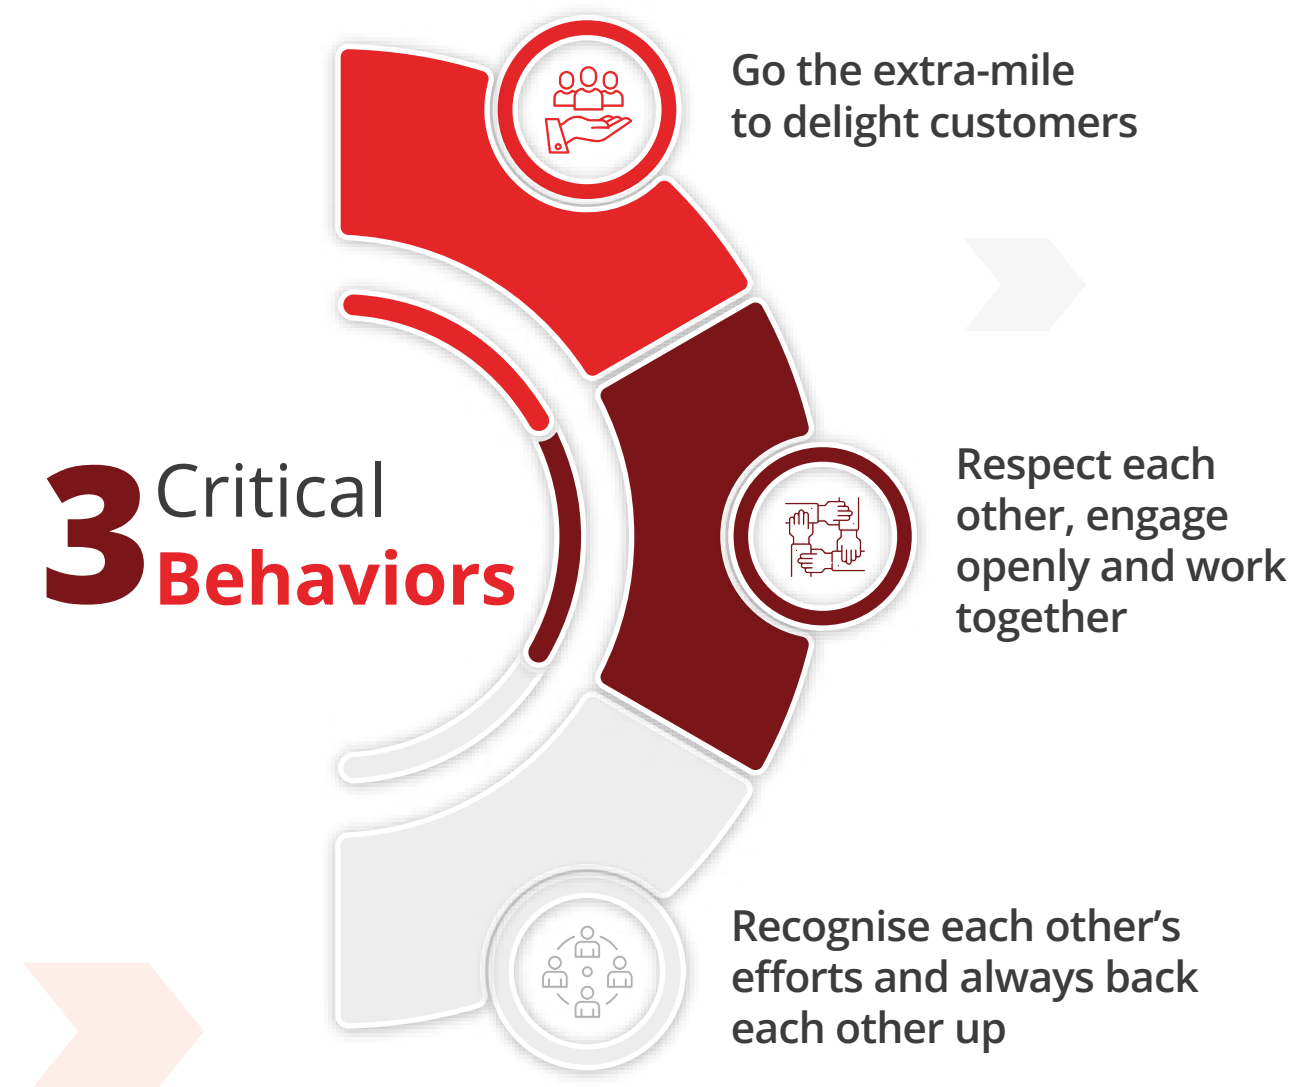 Go the extra-mile
to delight customers
3 Critical
Behaviors
Respect each
other, engage
openly and work
together
Recognise each other’s
efforts and always back
each other up